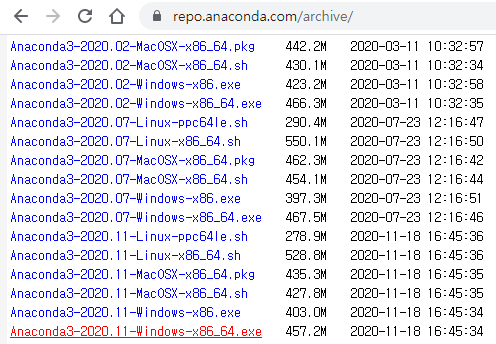 repo.anaconda.com/archive/
Anaconda3-2020.02-MacOSX-x86_64.pkg 442.2M 2020-03-11 10:32:57
Anaconda3-2020.02-MacOSX-x86_64.sh 430.1M 2020-03-11 10:32:34
Anaconda3-2020.02-Windows-x86.exe 423.2M 2020-03-11 10:32:58
Anaconda3-2020.02-Windows-x86_64.exe 466.3M 2020-03-11 10:32:35
Anaconda3-2020.07-Linux-ppc64le.sh 290.4M 2020-07-23 12:16:47
Anaconda3-2020.07-Linux-x86_64.sh 550.1M 2020-07-23 12:16:50
Anaconda3-2020.07-MacOSX-x86_64.pkg 462.3M 2020-07-23 12:16:42
Anaconda3-2020.07-MacOSX-x86_64.sh 454.1M 2020-07-23 12:16:44
Anaconda3-2020.07-Windows-x86.exe 397.3M 2020-07-23 12:16:51
Anaconda3-2020.07-Windows-x86_64.exe 467.5M 2020-07-23 12:16:46
Anaconda3-2020.11-Linux-ppc64le.sh 278.9M 2020-11-18 16:45:36
Anaconda3-2020.11-Linux-x86_64.sh 528.8M 2020-11-18 16:45:36
Anaconda3-2020.11-MacOSX-x86_64.pkg 435.3M 2020-11-18 16:45:35
Anaconda3-2020.11-MacOSX-x86_64.sh 427.8M 2020-11-18 16:45:35
Anaconda3-2020.11-Windows-x86.exe 403.0M 2020-11-18 16:45:34
Anaconda3-2020.11-Windows-x86_64.exe 457.2M 2020-11-18 16:45:34